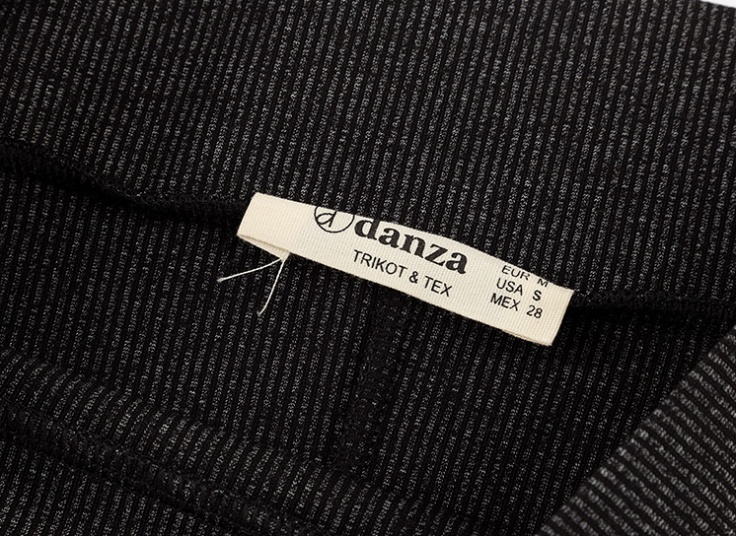 d danza
TRIKOT & TEX
EUR M
USA S
MEX 28